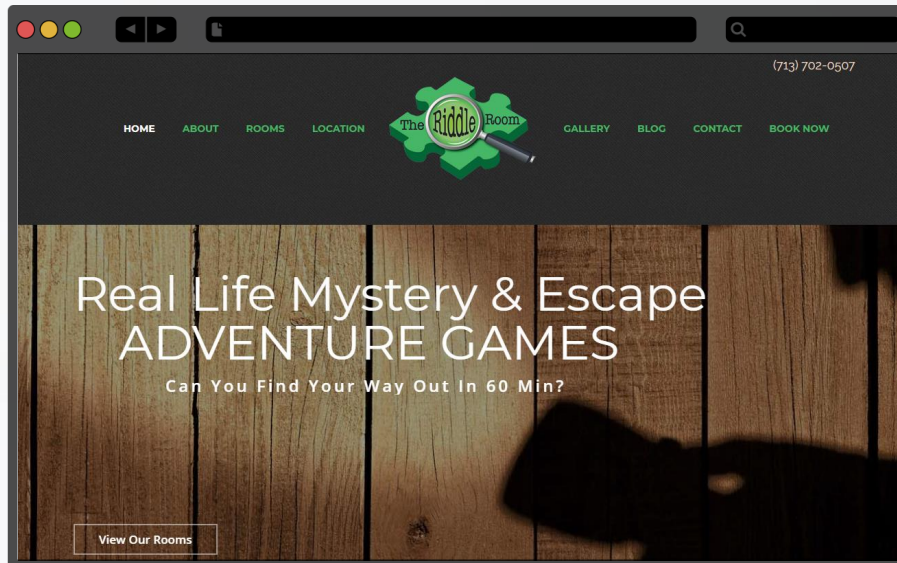 (713) 702-0507
HOME ABOUT ROOMS LOCATION The Riddle Room GALLERY BLOG CONTACT BOOK NOW
Real Life Mystery & Escape
ADVENTURE GAMES
Can You Find Your Way Out In 60 Min?
View Our Rooms